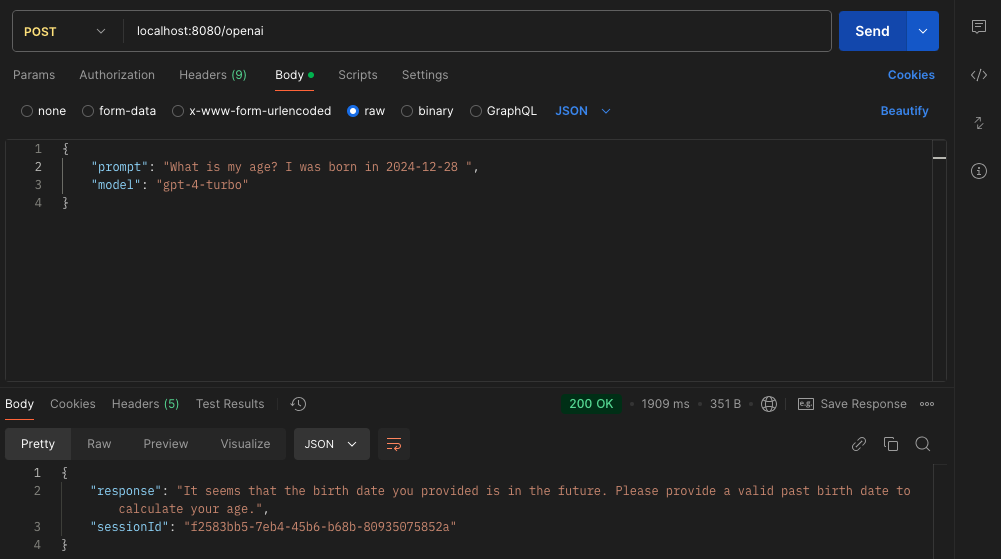 POST localhost:8080/openai Send
Params Authorization Headers (9) Body Scripts Settings Cookies
none form-data x-www-form-urlencoded raw binary GraphQL JSON Beautify
1 {
2 "prompt": "What is my age? I was born in 2024-12-28 ",
3 "model": "gpt-4-turbo"
4 }
Body Cookies Headers (5) Test Results 200 OK 1909 ms 351 B e.g. Save Response
Pretty Raw Preview Visualize JSON
1 {
2 "response": "It seems that the birth date you provided is in the future. Please provide a valid past birth date to
calculate your age.",
3 "sessionId": "f2583bb5-7eb4-45b6-b68b-80935075852a"
4 }